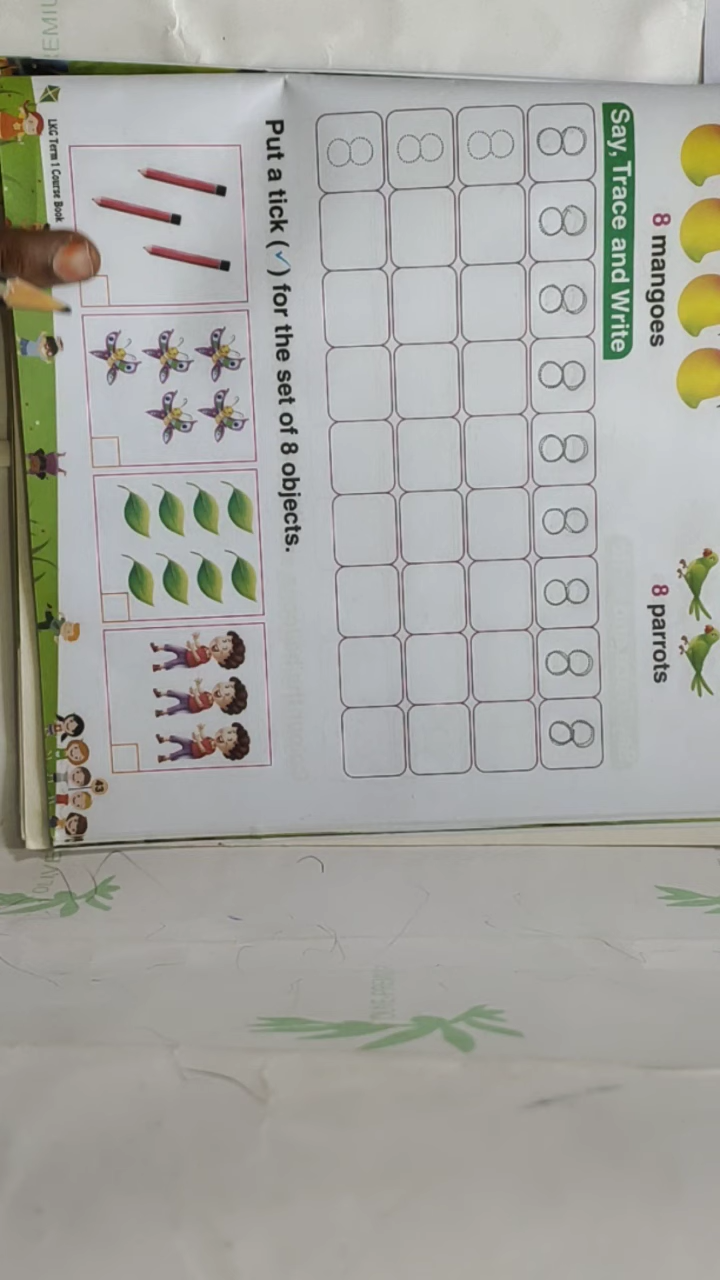 8 mangoes
8 parrots
Say, Trace and Write
8 8 8 8 8 8 8 8 8
8
8
8
Put a tick (✓) for the set of 8 objects.
LKG Term 1 Course Book
43